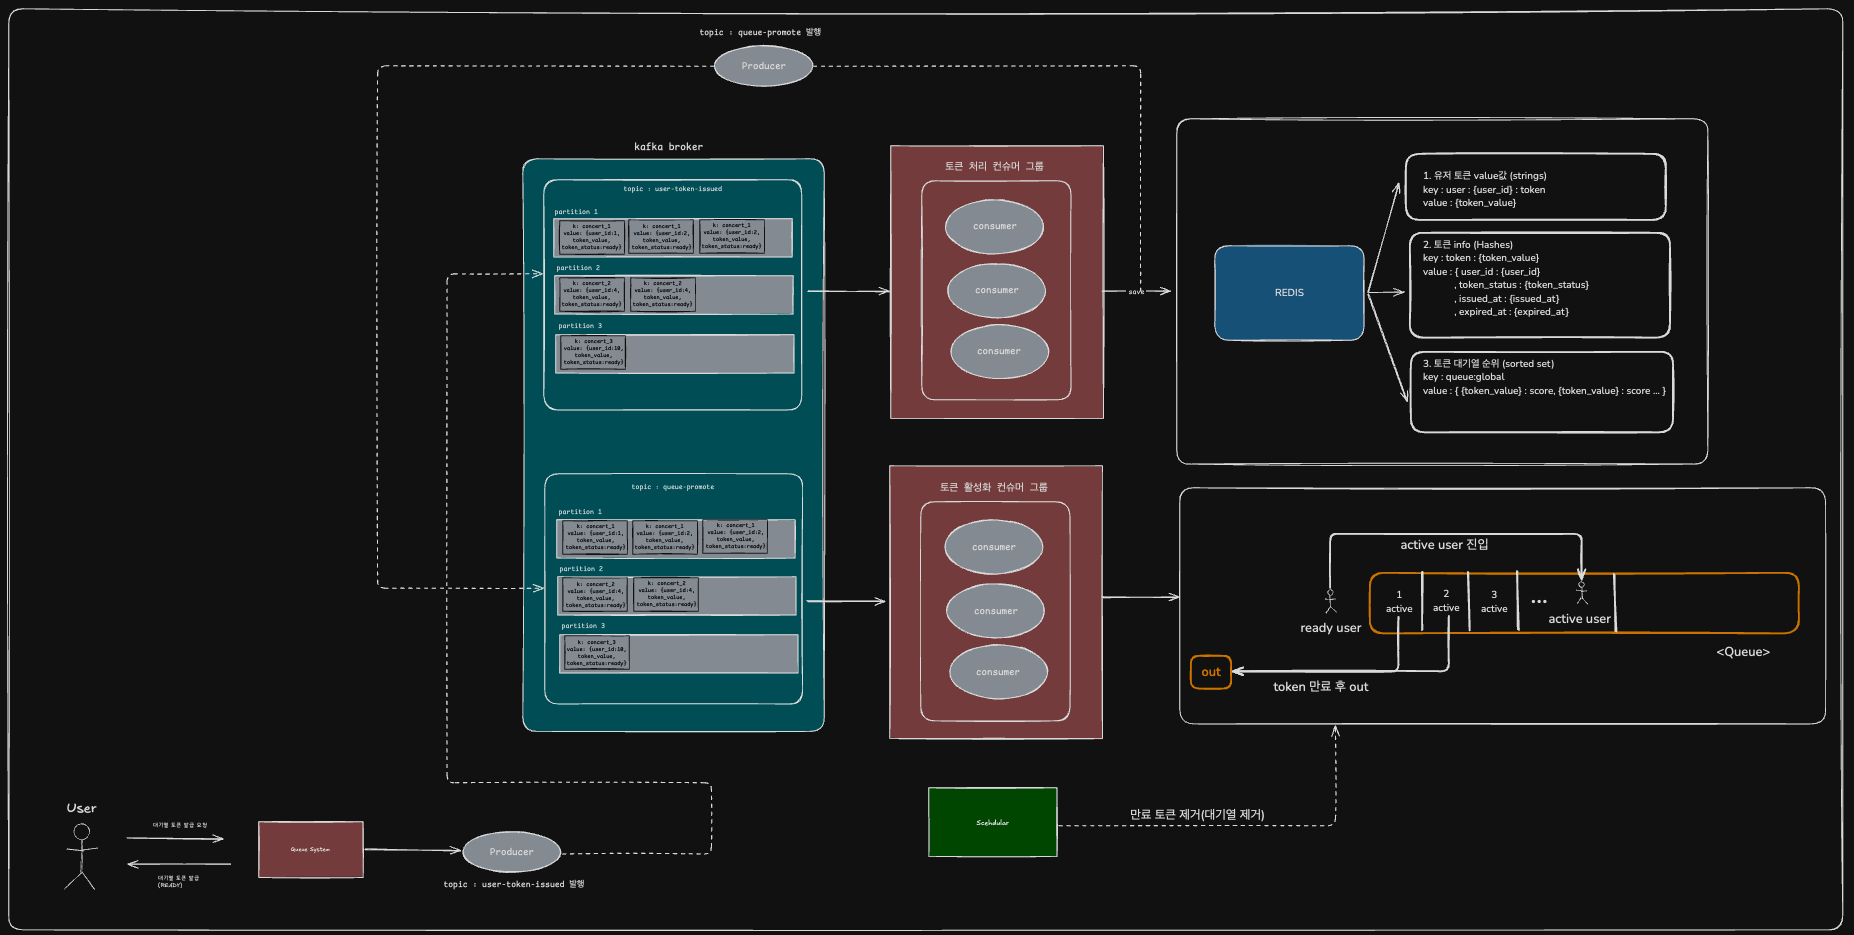 topic : queue-promote 발행
Producer
kafka broker
topic : user-token-issued
partition 1
k: concert_1
value: {user_id:1,
token_value,
token_status:ready}
k: concert_1
value: {user_id:2,
token_value,
token_status:ready}
k: concert_1
value: {user_id:2,
token_value,
token_status:ready}
partition 2
k: concert_2
value: {user_id:4,
token_value,
token_status:ready}
k: concert_2
value: {user_id:4,
token_value,
token_status:ready}
partition 3
k: concert_3
value: {user_id:10,
token_value,
token_status:ready}
topic : queue-promote
partition 1
k: concert_1
value: {user_id:1,
token_value,
token_status:ready}
k: concert_1
value: {user_id:2,
token_value,
token_status:ready}
k: concert_1
value: {user_id:2,
token_value,
token_status:ready}
partition 2
k: concert_2
value: {user_id:4,
token_value,
token_status:ready}
k: concert_2
value: {user_id:4,
token_value,
token_status:ready}
partition 3
k: concert_3
value: {user_id:10,
token_value,
token_status:ready}
토큰 처리 컨슈머 그룹
consumer
consumer
consumer
save
토큰 활성화 컨슈머 그룹
consumer
consumer
consumer
REDIS
1. 유저 토큰 value값 (strings)
key : user : {user_id} : token
value : {token_value}
2. 토큰 info (Hashes)
key : token : {token_value}
value : { user_id : {user_id}
, token_status : {token_status}
, issued_at : {issued_at}
, expired_at : {expired_at}
3. 토큰 대기열 순위 (sorted set)
key : queue:global
value : { {token_value} : score, {token_value} : score ... }
active user 진입
ready user
1
active
2
active
3
active
...
active user
<Queue>
out
token 만료 후 out
Scehdular
만료 토큰 제거(대기열 제거)
User
대기열 토큰 발급 요청
대기열 토큰 발급
(READY)
Queue System
Producer
topic : user-token-issued 발행